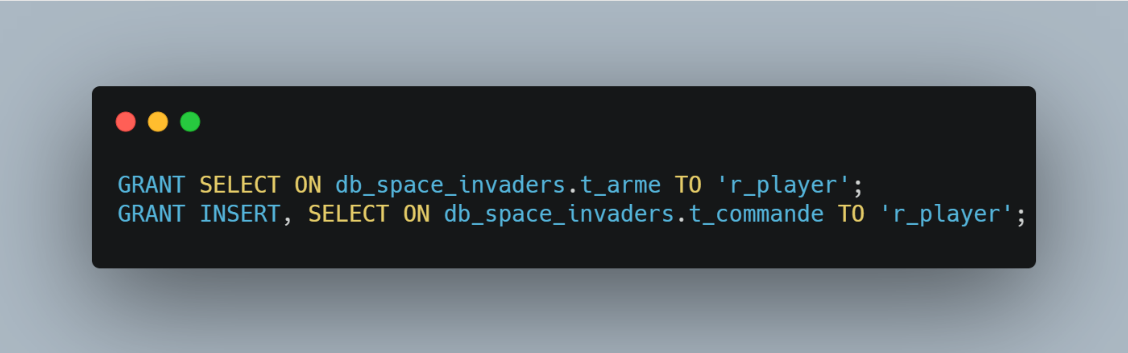 GRANT SELECT ON db_space_invaders.t_arme TO 'r_player';
GRANT INSERT, SELECT ON db_space_invaders.t_commande TO 'r_player';